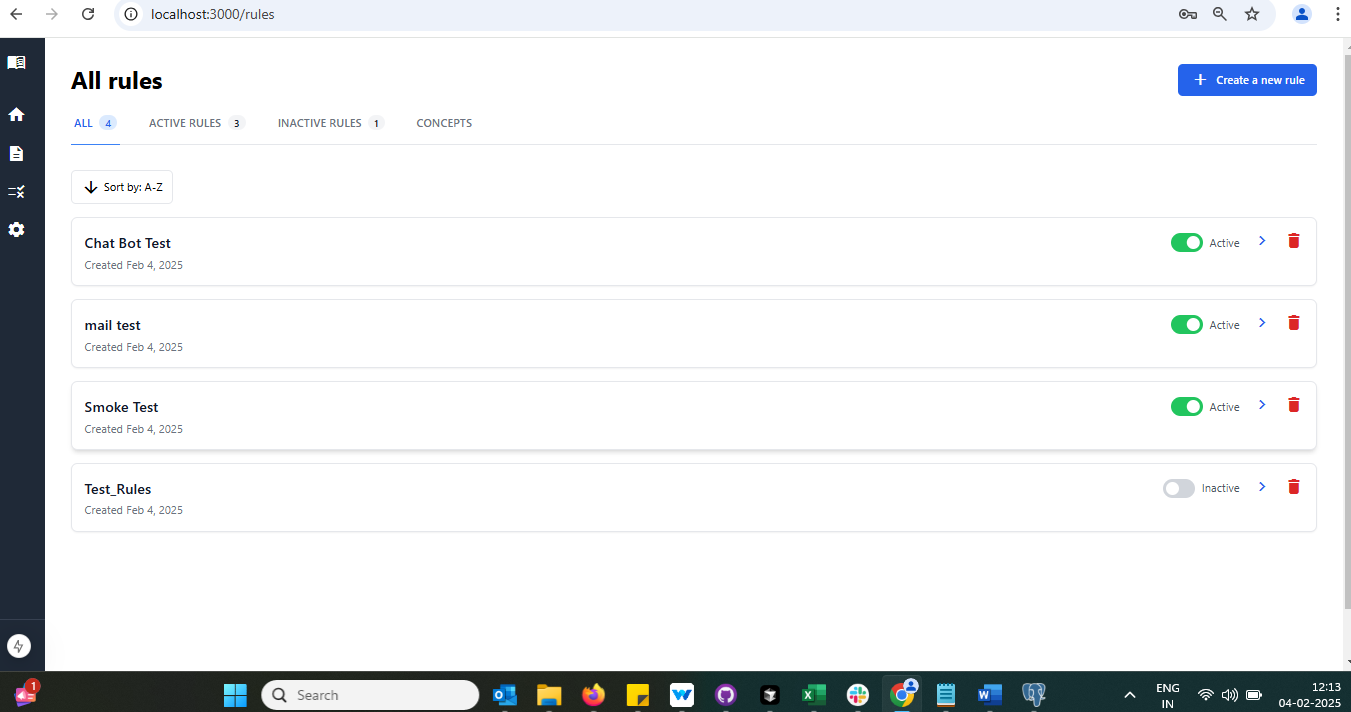 localhost:3000/rules
All rules
Create a new rule
ALL 4 ACTIVE RULES 3 INACTIVE RULES 1 CONCEPTS
Sort by: A-Z
Chat Bot Test
Active
Created Feb 4, 2025
mail test
Active
Created Feb 4, 2025
Smoke Test
Active
Created Feb 4, 2025
Test_Rules
Inactive
Created Feb 4, 2025
1
Search
ENG
IN
12:13
04-02-2025